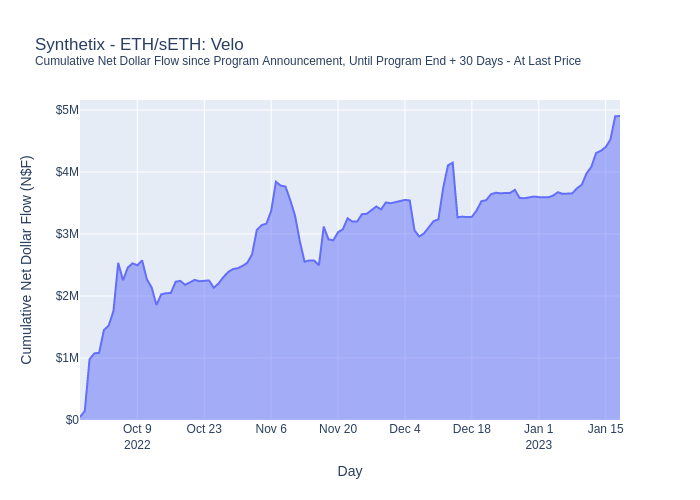 Synthetix - ETH/sETH: Velo
Cumulative Net Dollar Flow since Program Announcement, Until Program End + 30 Days - At Last Price
Cumulative Net Dollar Flow (N$F)
$5M
$4M
$3M
$2M
$1M
$0
Oct 9
2022
Oct 23
Nov 6
Nov 20
Dec 4
Dec 18
Jan 1
2023
Jan 15
Day